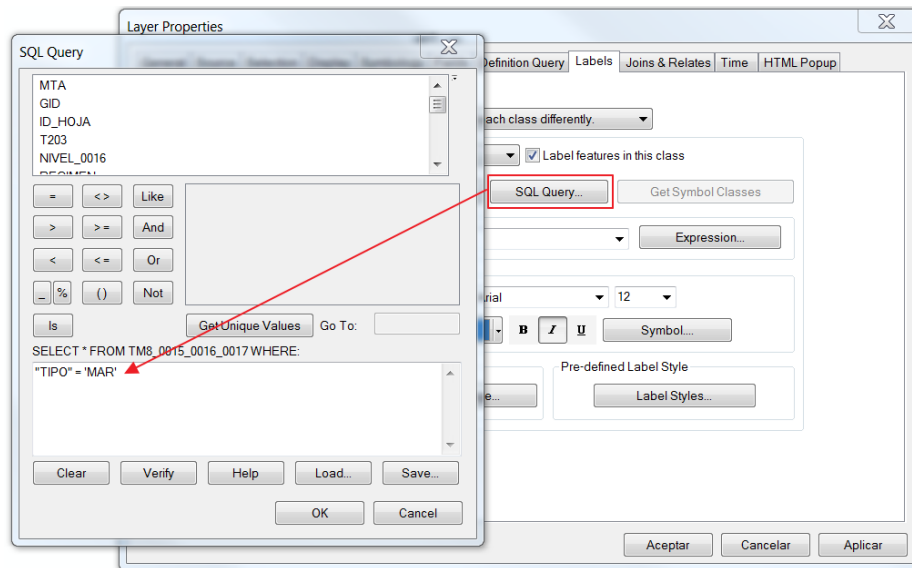 Layer Properties
SQL Query
Definition Query Labels Joins & Relates Time HTML Popup
MTA
GID
ID_HOJA
T203
NIVEL_0016
ach class differently.
Label features in this class
SQL Query... Get Symbol Classes
= <> Like
> >= And
< <= Or
_ % () Not
Is Get Unique Values Go To:
Expression...
rial 12
B I U Symbol...
SELECT * FROM TM8_0015_0016_0017 WHERE:
"TIPO" = 'MAR'
Pre-defined Label Style
e... Label Styles...
Clear Verify Help Load... Save...
OK Cancel
Aceptar Cancelar Aplicar